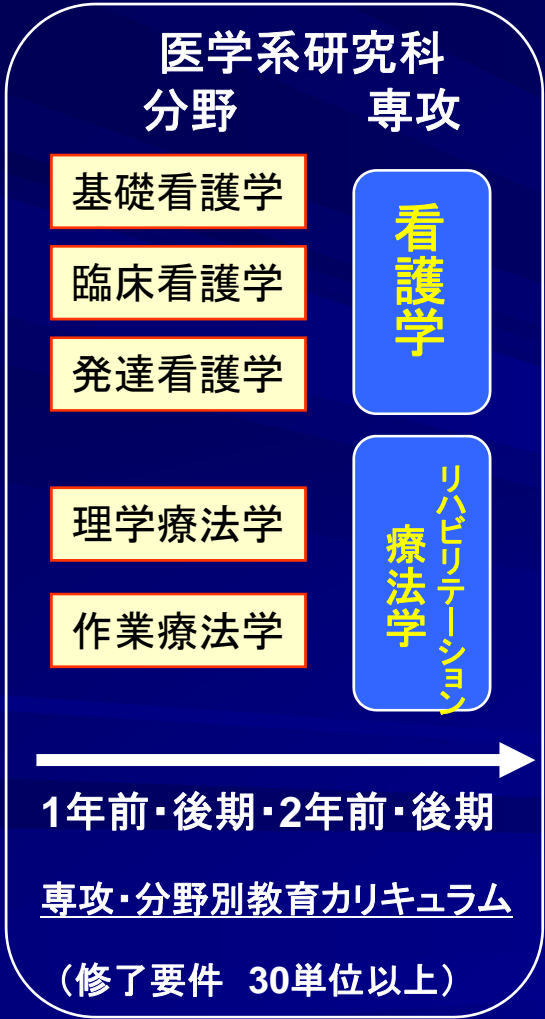 医学系研究科
分野 専攻
基礎看護学
臨床看護学
発達看護学
看護学
理学療法学
作業療法学
リハビリテーション
療法学
1年前・後期・2年前・後期
専攻・分野別教育カリキュラム
（修了要件 30単位以上）